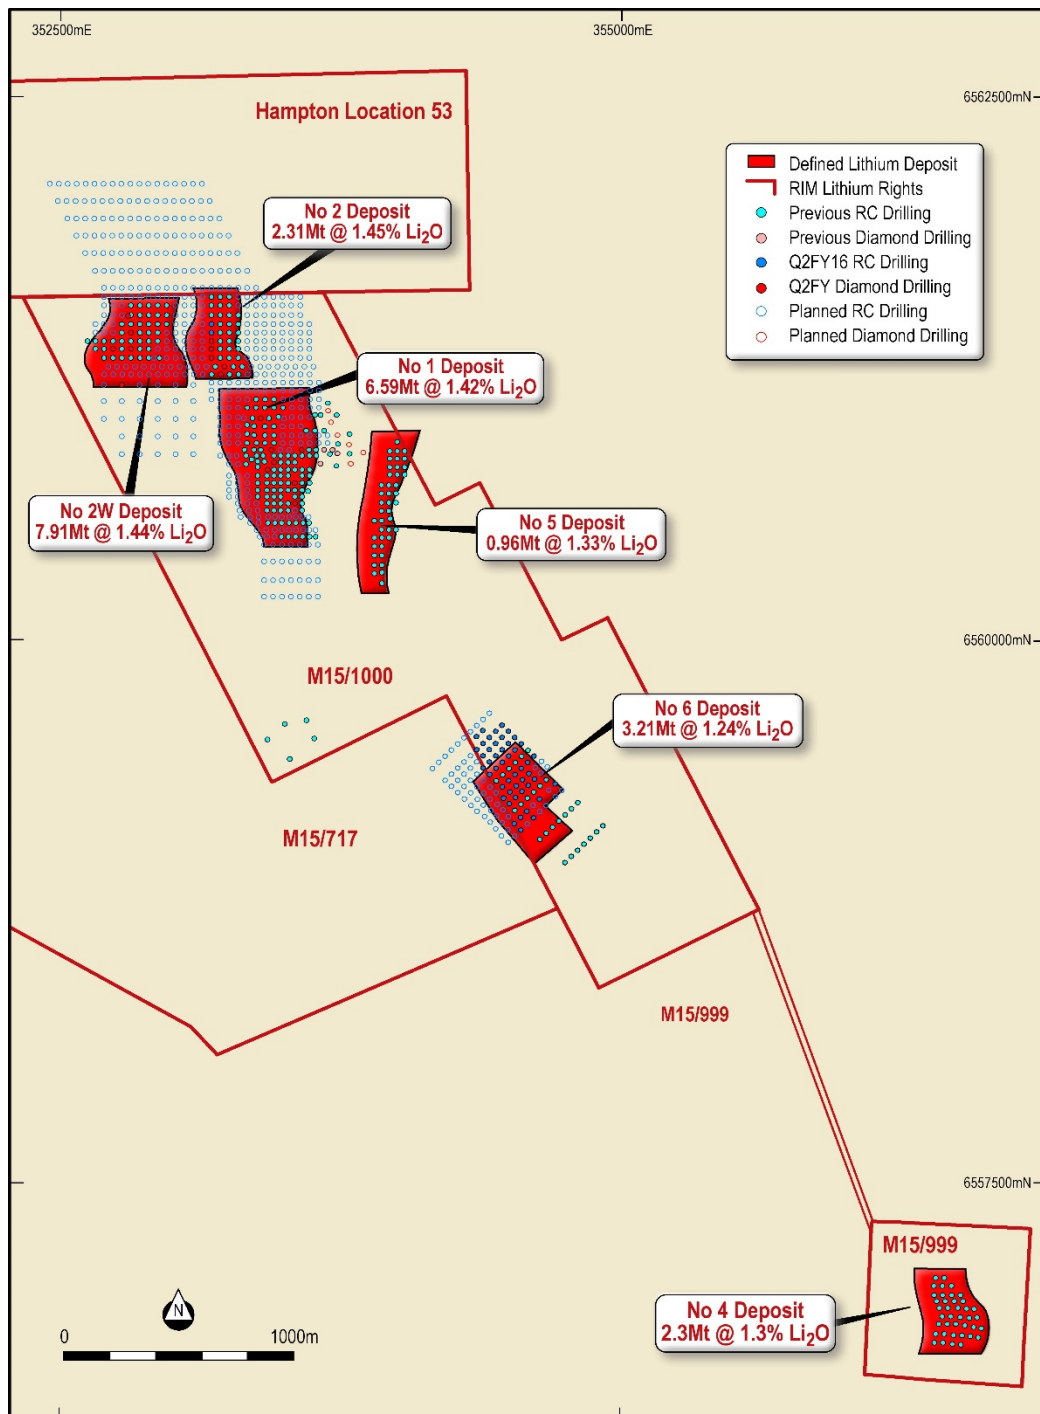 352500mE
355000mE
6562500mN
Hampton Location 53
Defined Lithium Deposit
RIM Lithium Rights
Previous RC Drilling
Previous Diamond Drilling
Q2FY16 RC Drilling
Q2FY Diamond Drilling
Planned RC Drilling
Planned Diamond Drilling
No 2 Deposit
2.31Mt @ 1.45% Li₂O
No 1 Deposit
6.59Mt @ 1.42% Li₂O
No 2W Deposit
7.91Mt @ 1.44% Li₂O
No 5 Deposit
0.96Mt @ 1.33% Li₂O
6560000mN
M15/1000
No 6 Deposit
3.21Mt @ 1.24% Li₂O
M15/717
M15/999
6557500mN
M15/999
No 4 Deposit
2.3Mt @ 1.3% Li₂O
N
0
1000m